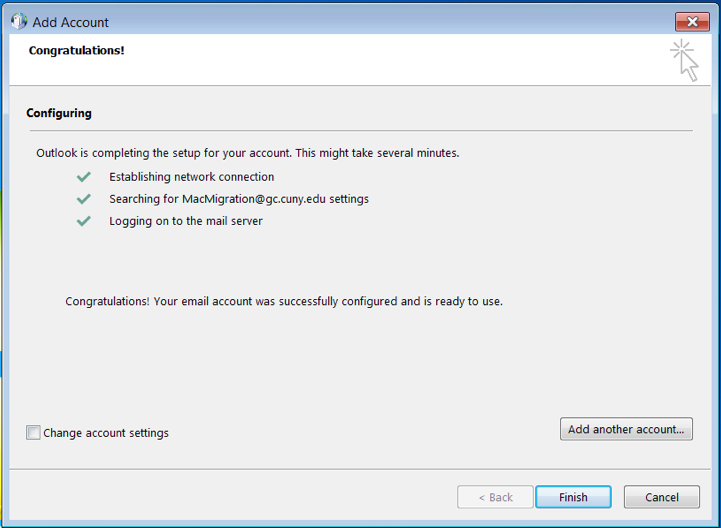 Add Account
Congratulations!
Configuring
Outlook is completing the setup for your account. This might take several minutes.
Establishing network connection
Searching for MacMigration@gc.cuny.edu settings
Logging on to the mail server
Congratulations! Your email account was successfully configured and is ready to use.
Change account settings
Add another account...
< Back
Finish
Cancel